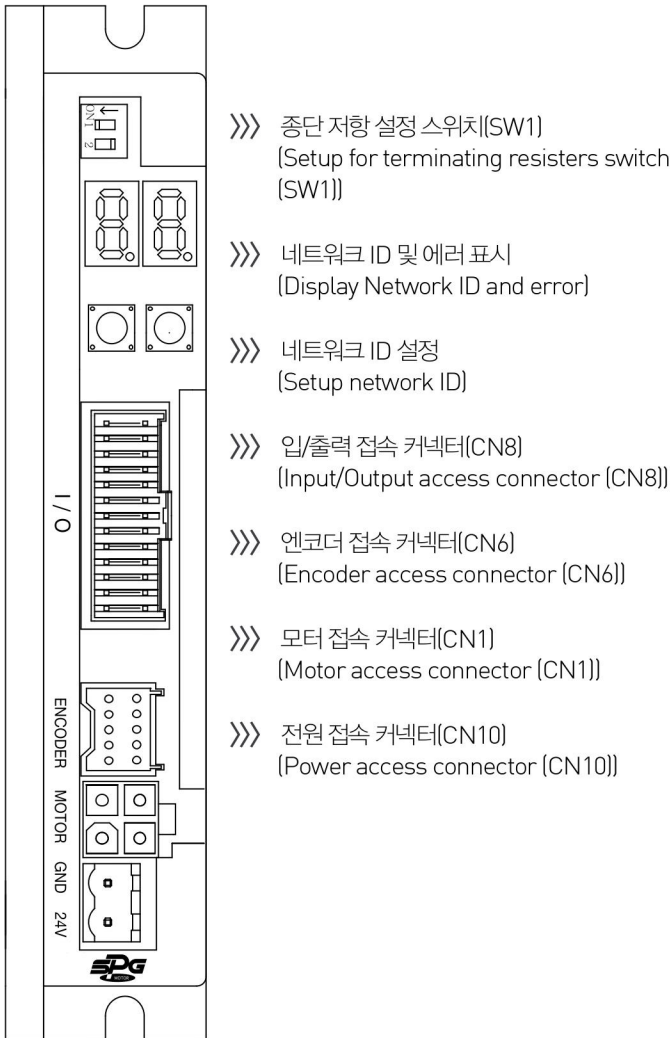 ON
1
2
종단 저항 설정 스위치(SW1)
(Setup for terminating resisters switch
(SW1))
네트워크 ID 및 에러 표시
(Display Network ID and error)
네트워크 ID 설정
(Setup network ID)
입/출력 접속 커넥터(CN8)
(Input/Output access connector (CN8))
엔코더 접속 커넥터(CN6)
(Encoder access connector (CN6))
모터 접속 커넥터(CN1)
(Motor access connector (CN1))
전원 접속 커넥터(CN10)
(Power access connector (CN10))
I / O
ENCODER
MOTOR
GND
24V
SPG
MOTOR